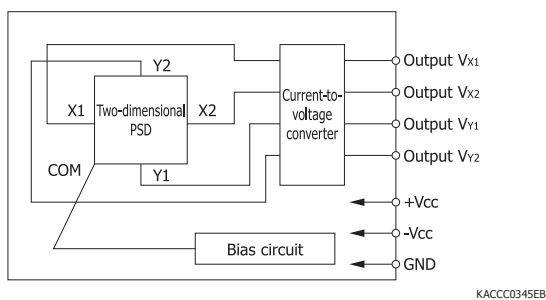 Y2
X1
Two-dimensional
PSD
X2
Y1
COM
Current-to-
voltage
converter
Bias circuit
Output VX1
Output VX2
Output VY1
Output VY2
+Vcc
-Vcc
GND
KACCC0345EB